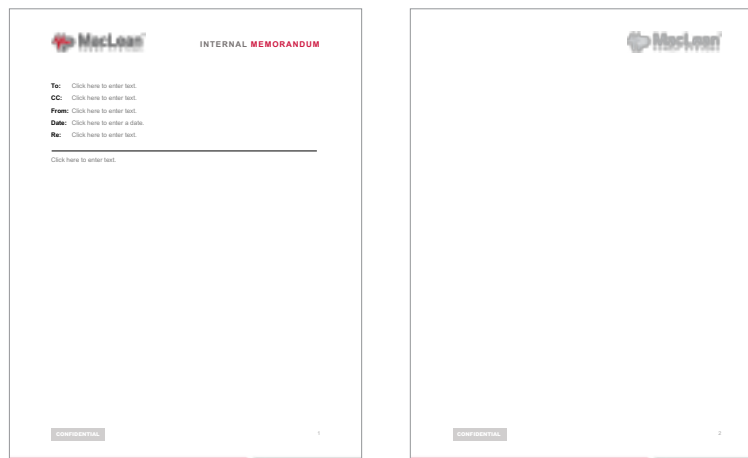 MacLean
INTERNAL MEMORANDUM
To: Click here to enter text.
CC: Click here to enter text.
From: Click here to enter text.
Date: Click here to enter a date.
Re: Click here to enter text.
Click here to enter text.
CONFIDENTIAL
1
MacLean
CONFIDENTIAL
2